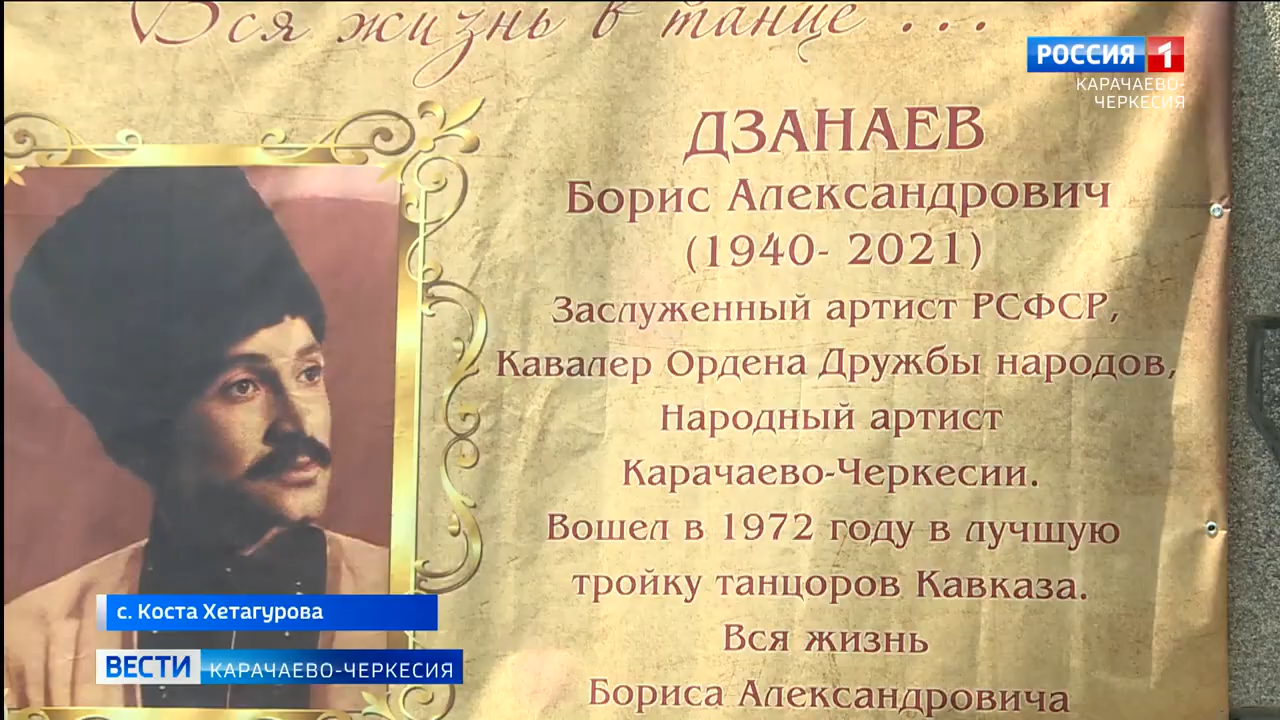 Вся жизнь в танце ...
РОССИЯ 1
КАРАЧАЕВО-
ЧЕРКЕСИЯ
ДЗАНАЕВ
Борис Александрович
(1940- 2021)
Заслуженный артист РСФСР,
Кавалер Ордена Дружбы народов,
Народный артист
Карачаево-Черкесии.
Вошел в 1972 году в лучшую
тройку танцоров Кавказа.
Вся жизнь
Бориса Александровича
с. Коста Хетагурова
ВЕСТИ КАРАЧАЕВО-ЧЕРКЕСИЯ